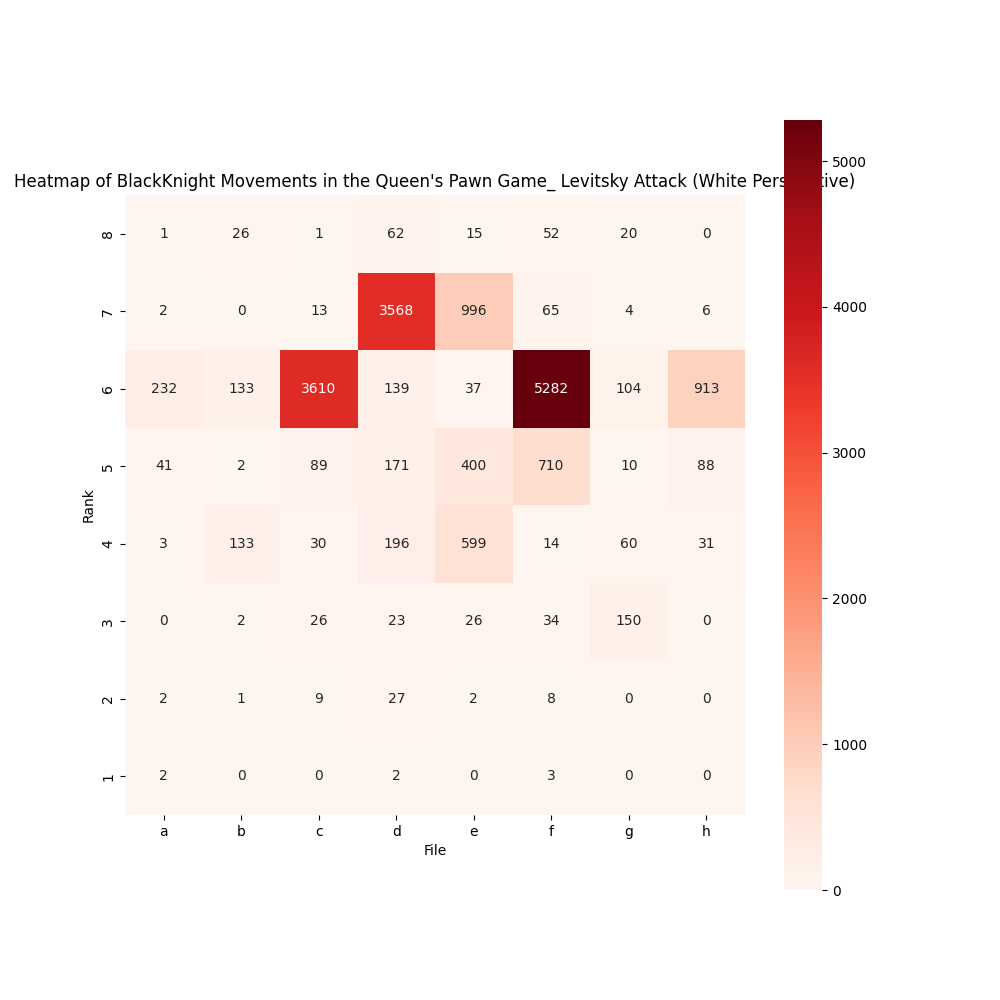 Heatmap of BlackKnight Movements in the Queen's Pawn Game_ Levitsky Attack (White Perspective)
5000
4000
3000
2000
1000
0
8 1 26 1 62 15 52 20 0
7 2 0 13 3568 996 65 4 6
6 232 133 3610 139 37 5282 104 913
5 41 2 89 171 400 710 10 88
Rank
4 3 133 30 196 599 14 60 31
3 0 2 26 23 26 34 150 0
2 2 1 9 27 2 8 0 0
1 2 0 0 2 0 3 0 0
a b c d e f g h
File